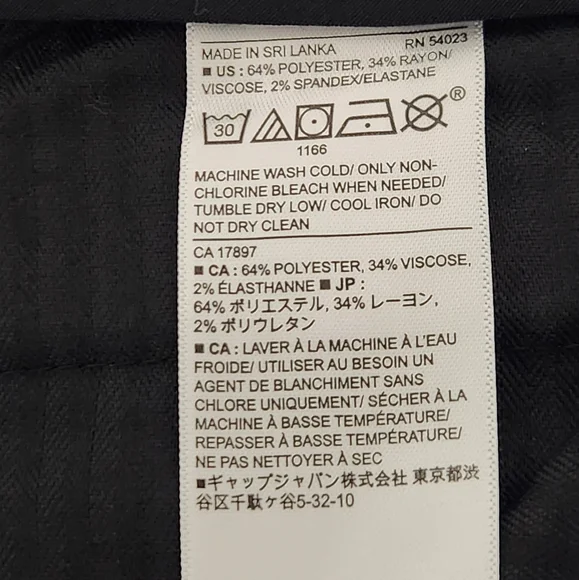 MADE IN SRI LANKA RN 54023
■ US : 64% POLYESTER, 34% RAYON/
VISCOSE, 2% SPANDEX/ELASTANE
30 ®
1166
MACHINE WASH COLD/ ONLY NON-
CHLORINE BLEACH WHEN NEEDED/
TUMBLE DRY LOW/ COOL IRON/ DO
NOT DRY CLEAN
CA 17897
■ CA : 64% POLYESTER, 34% VISCOSE,
2% ÉLASTHANNE ■ JP :
64% ポリエステル, 34% レーヨン,
2% ポリウレタン
■ CA : LAVER À LA MACHINE À L'EAU
FROIDE/ UTILISER AU BESOIN UN
AGENT DE BLANCHIMENT SANS
CHLORE UNIQUEMENT/ SÉCHER À LA
MACHINE À BASSE TEMPÉRATURE/
REPASSER À BASSE TEMPÉRATURE/
NE PAS NETTOYER À SEC
■ギャップジャパン株式会社 東京都渋
谷区千駄ヶ谷5-32-10